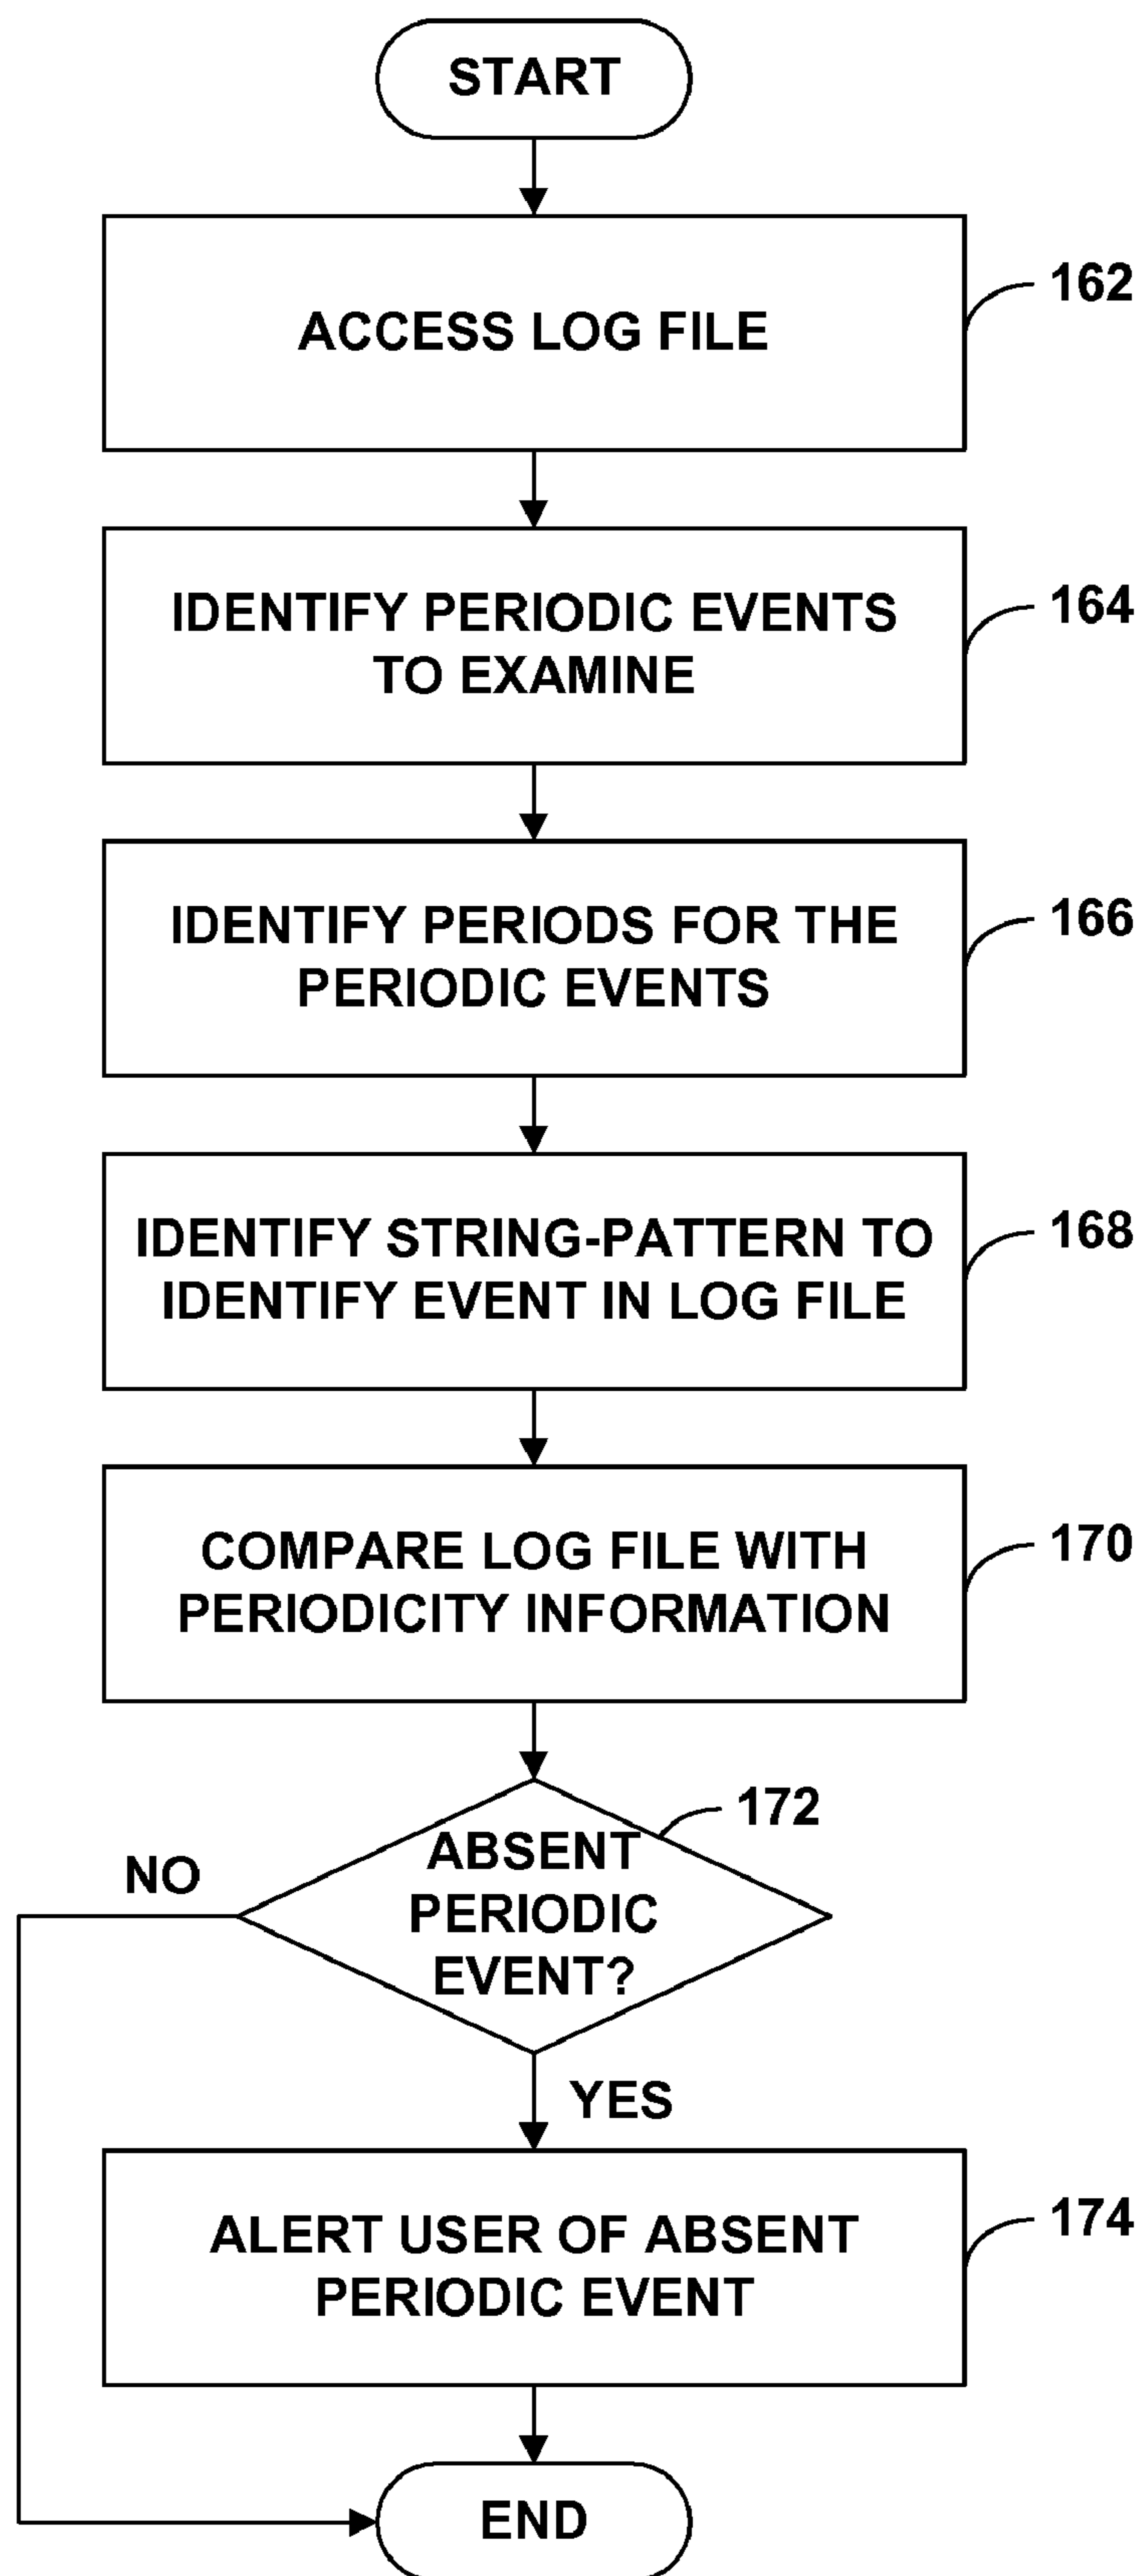 START
ACCESS LOG FILE
162
IDENTIFY PERIODIC EVENTS
TO EXAMINE
164
IDENTIFY PERIODS FOR THE
PERIODIC EVENTS
166
IDENTIFY STRING-PATTERN TO
IDENTIFY EVENT IN LOG FILE
168
COMPARE LOG FILE WITH
PERIODICITY INFORMATION
170
172
ABSENT
PERIODIC
EVENT?
NO
YES
ALERT USER OF ABSENT
PERIODIC EVENT
174
END